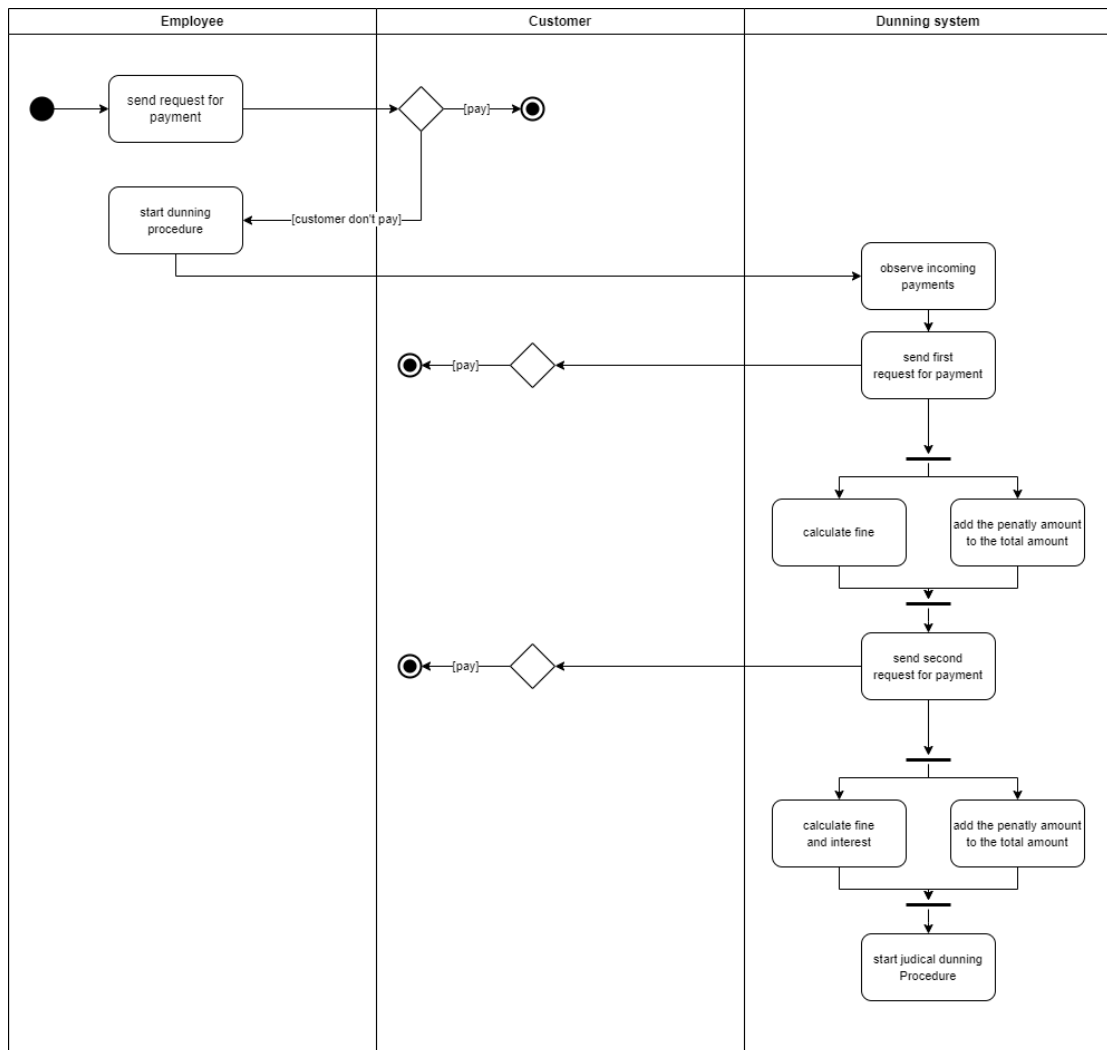 Employee
Customer
Dunning system
send request for
payment
[pay]
start dunning
procedure
[customer don't pay]
observe incoming
payments
[pay]
send first
request for payment
calculate fine
add the penatly amount
to the total amount
[pay]
send second
request for payment
calculate fine
and interest
add the penatly amount
to the total amount
start judical dunning
Procedure